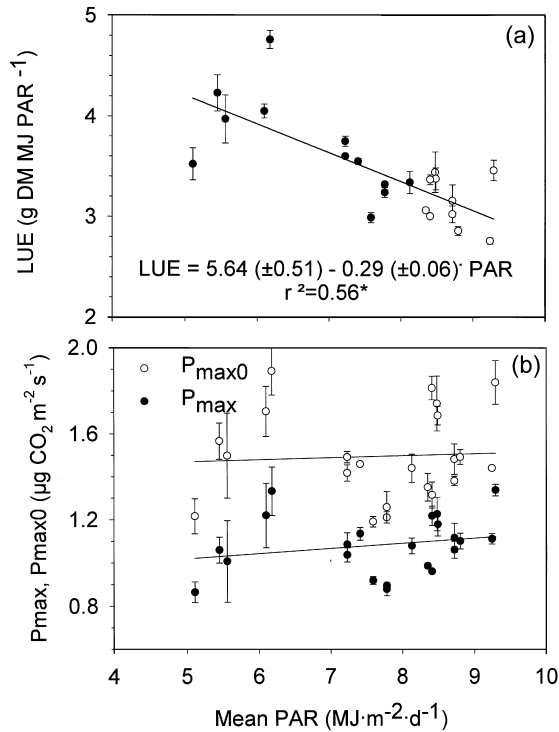 (a)
5
4
3
2
LUE (g DM MJ PAR⁻¹)
LUE = 5.64 (±0.51) - 0.29 (±0.06)· PAR
r²=0.56*
(b)
Pmax0
Pmax
2.0
1.6
1.2
0.8
Pmax, Pmax0 (µg CO₂ m⁻² s⁻¹)
4 5 6 7 8 9 10
Mean PAR (MJ·m⁻²·d⁻¹)